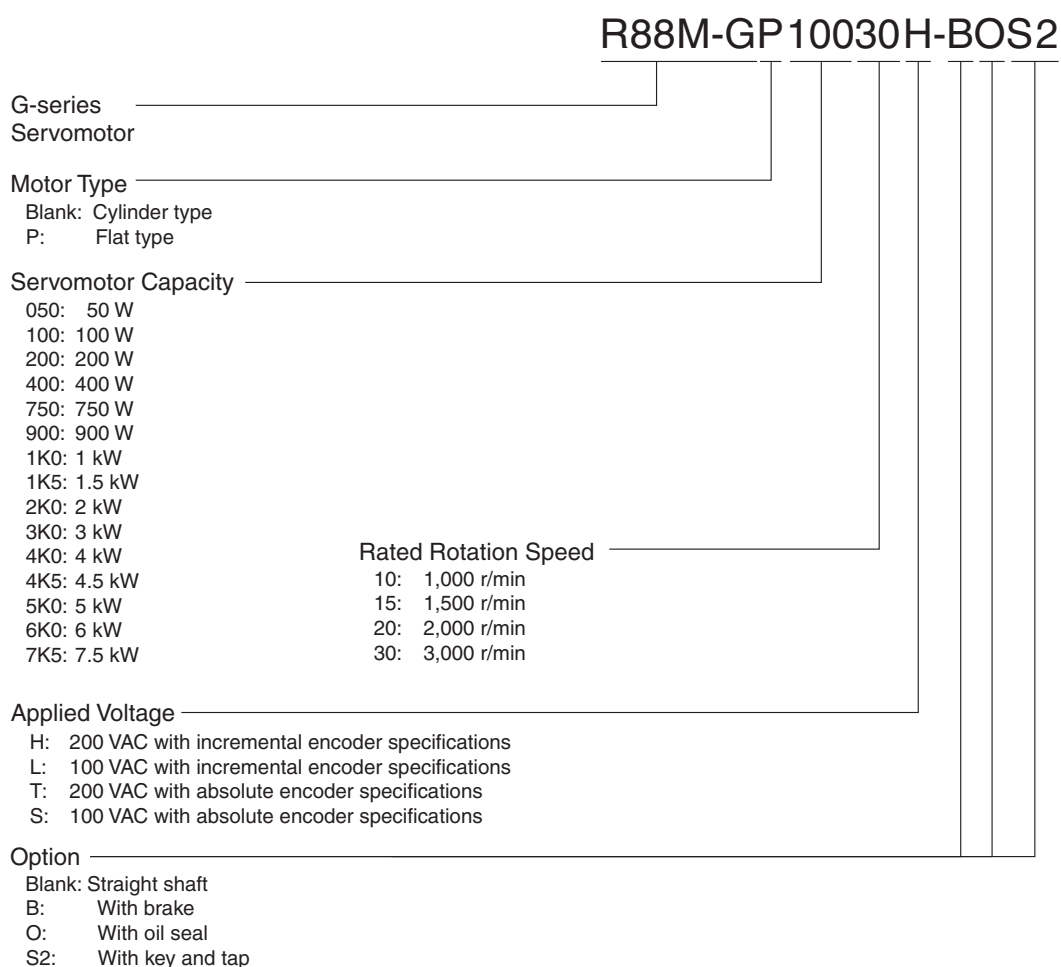 R88M-GP10030H-BOS2
G-series
Servomotor
Motor Type
Blank: Cylinder type
P: Flat type
Servomotor Capacity
050: 50 W
100: 100 W
200: 200 W
400: 400 W
750: 750 W
900: 900 W
1K0: 1 kW
1K5: 1.5 kW
2K0: 2 kW
3K0: 3 kW
4K0: 4 kW
4K5: 4.5 kW
5K0: 5 kW
6K0: 6 kW
7K5: 7.5 kW
Rated Rotation Speed
10: 1,000 r/min
15: 1,500 r/min
20: 2,000 r/min
30: 3,000 r/min
Applied Voltage
H: 200 VAC with incremental encoder specifications
L: 100 VAC with incremental encoder specifications
T: 200 VAC with absolute encoder specifications
S: 100 VAC with absolute encoder specifications
Option
Blank: Straight shaft
B: With brake
O: With oil seal
S2: With key and tap